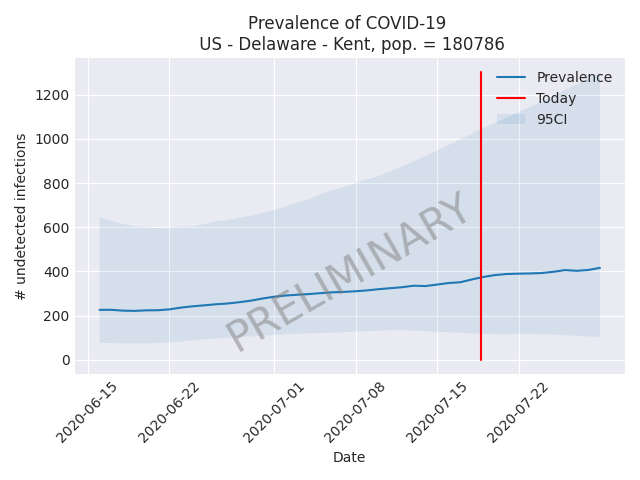 Prevalence of COVID-19
US - Delaware - Kent, pop. = 180786
Prevalence
Today
95CI
# undetected infections
1200
1000
800
600
400
200
0
PRELIMINARY
2020-06-15
2020-06-22
2020-07-01
2020-07-08
2020-07-15
2020-07-22
Date